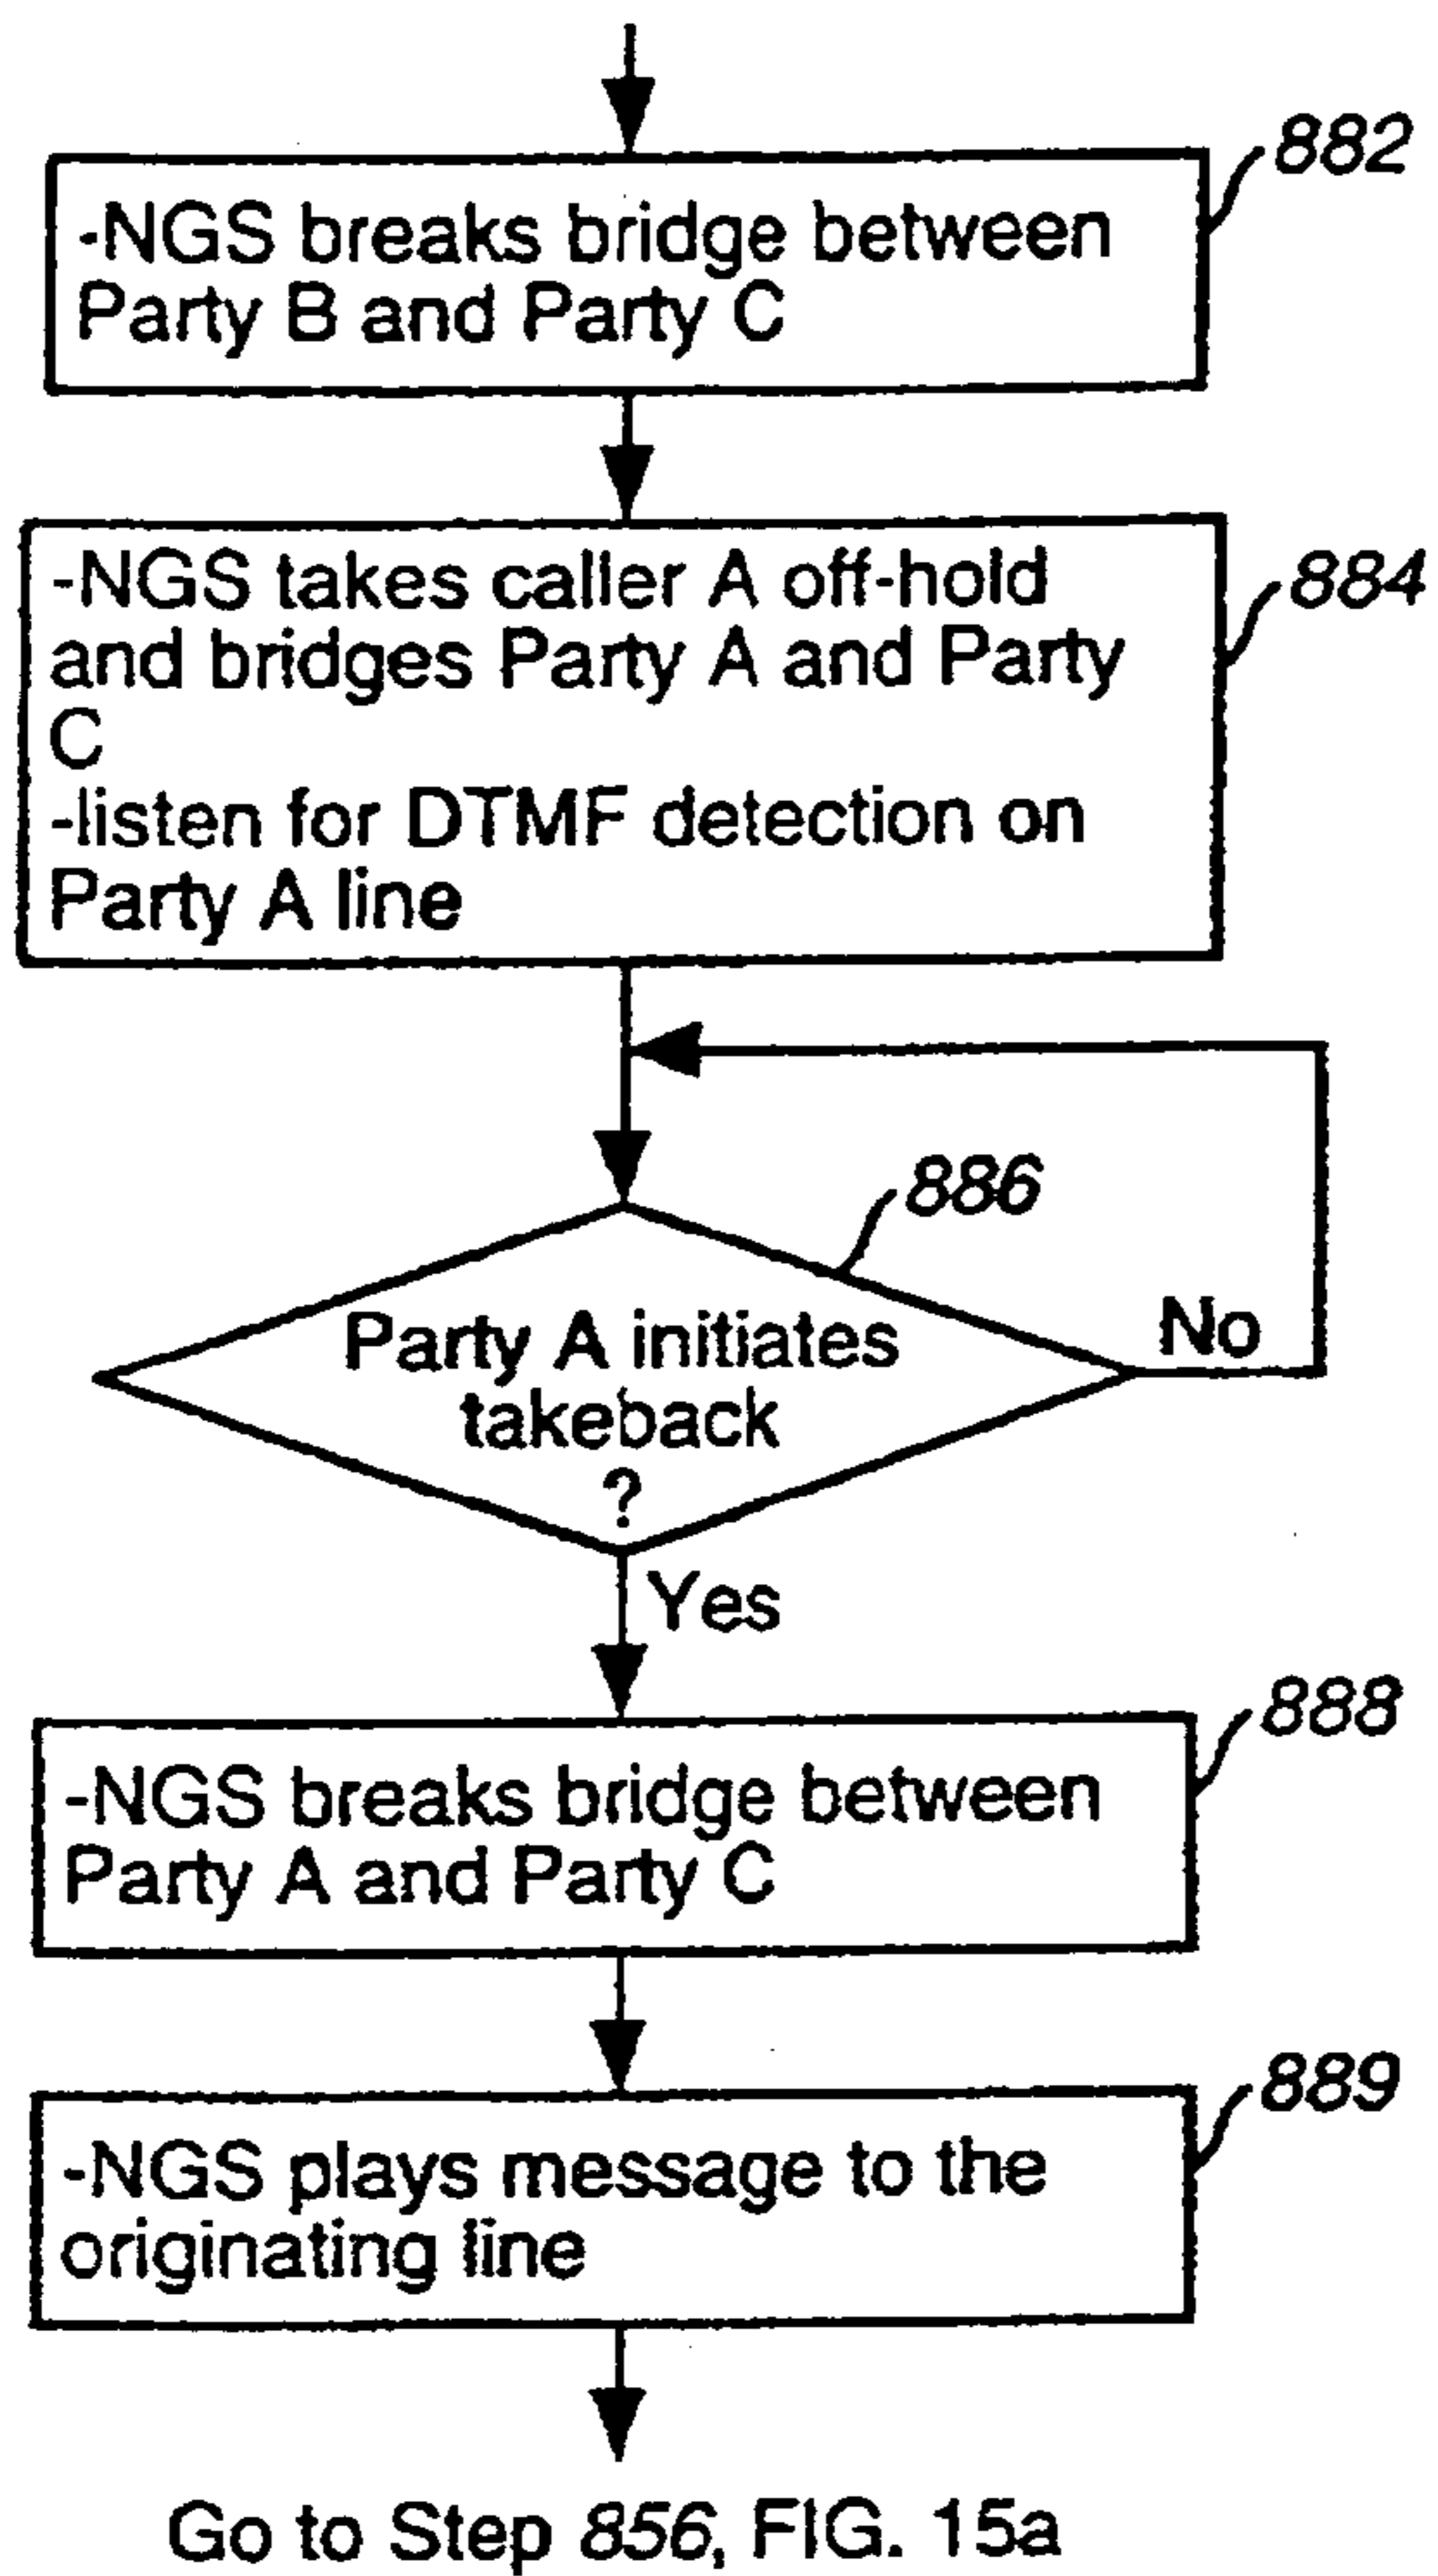 882
-NGS breaks bridge between
Party B and Party C
884
-NGS takes caller A off-hold
and bridges Party A and Party
C
-listen for DTMF detection on
Party A line
886
Party A initiates
takeback
?
No
Yes
888
-NGS breaks bridge between
Party A and Party C
889
-NGS plays message to the
originating line
Go to Step 856, FIG. 15a